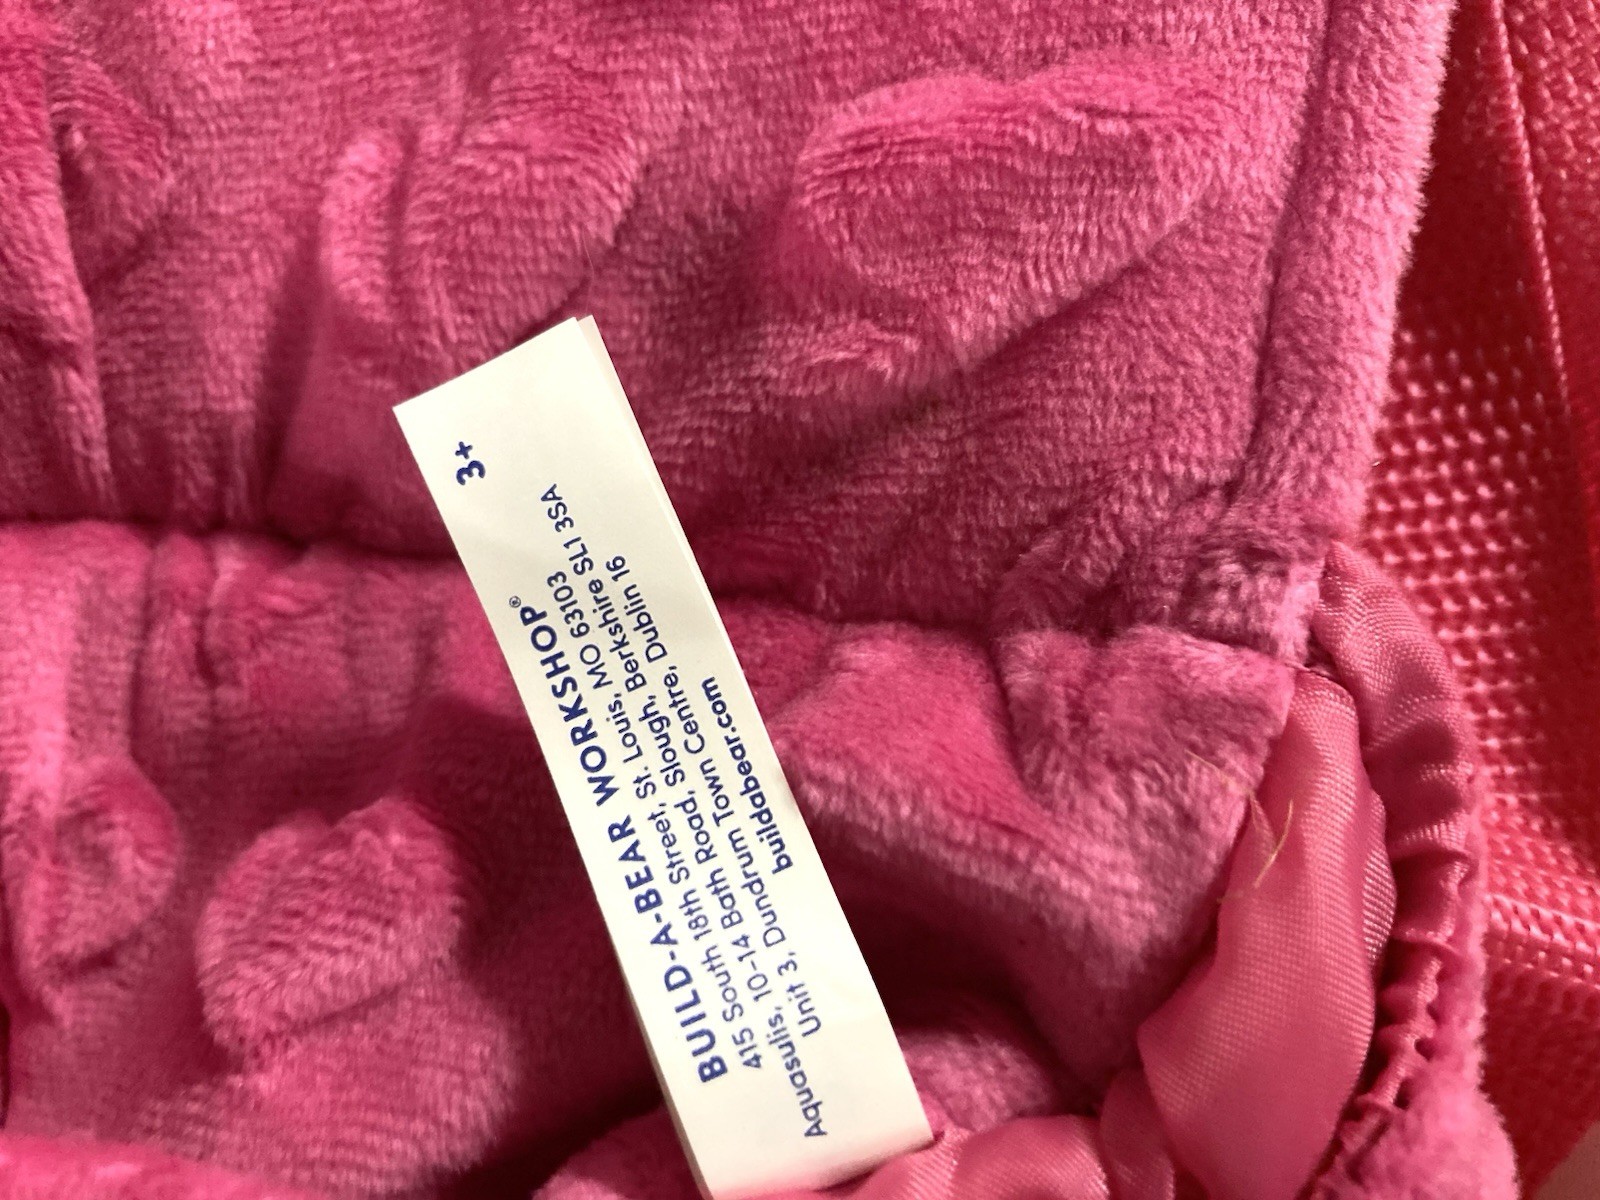 BUILD-A-BEAR WORKSHOP®
415 South 18th Street, St. Louis, MO 63103
Aquasulis, 10-14 Bath Road, Slough, Berkshire SL1 3SA
Unit 3, Dundrum Town Centre, Dublin 16
buildabear.com
3+